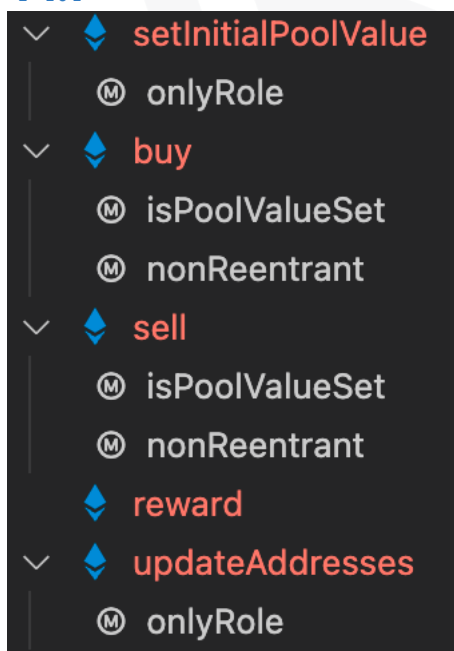 setInitialPoolValue
onlyRole
buy
isPoolValueSet
nonReentrant
sell
isPoolValueSet
nonReentrant
reward
updateAddresses
onlyRole